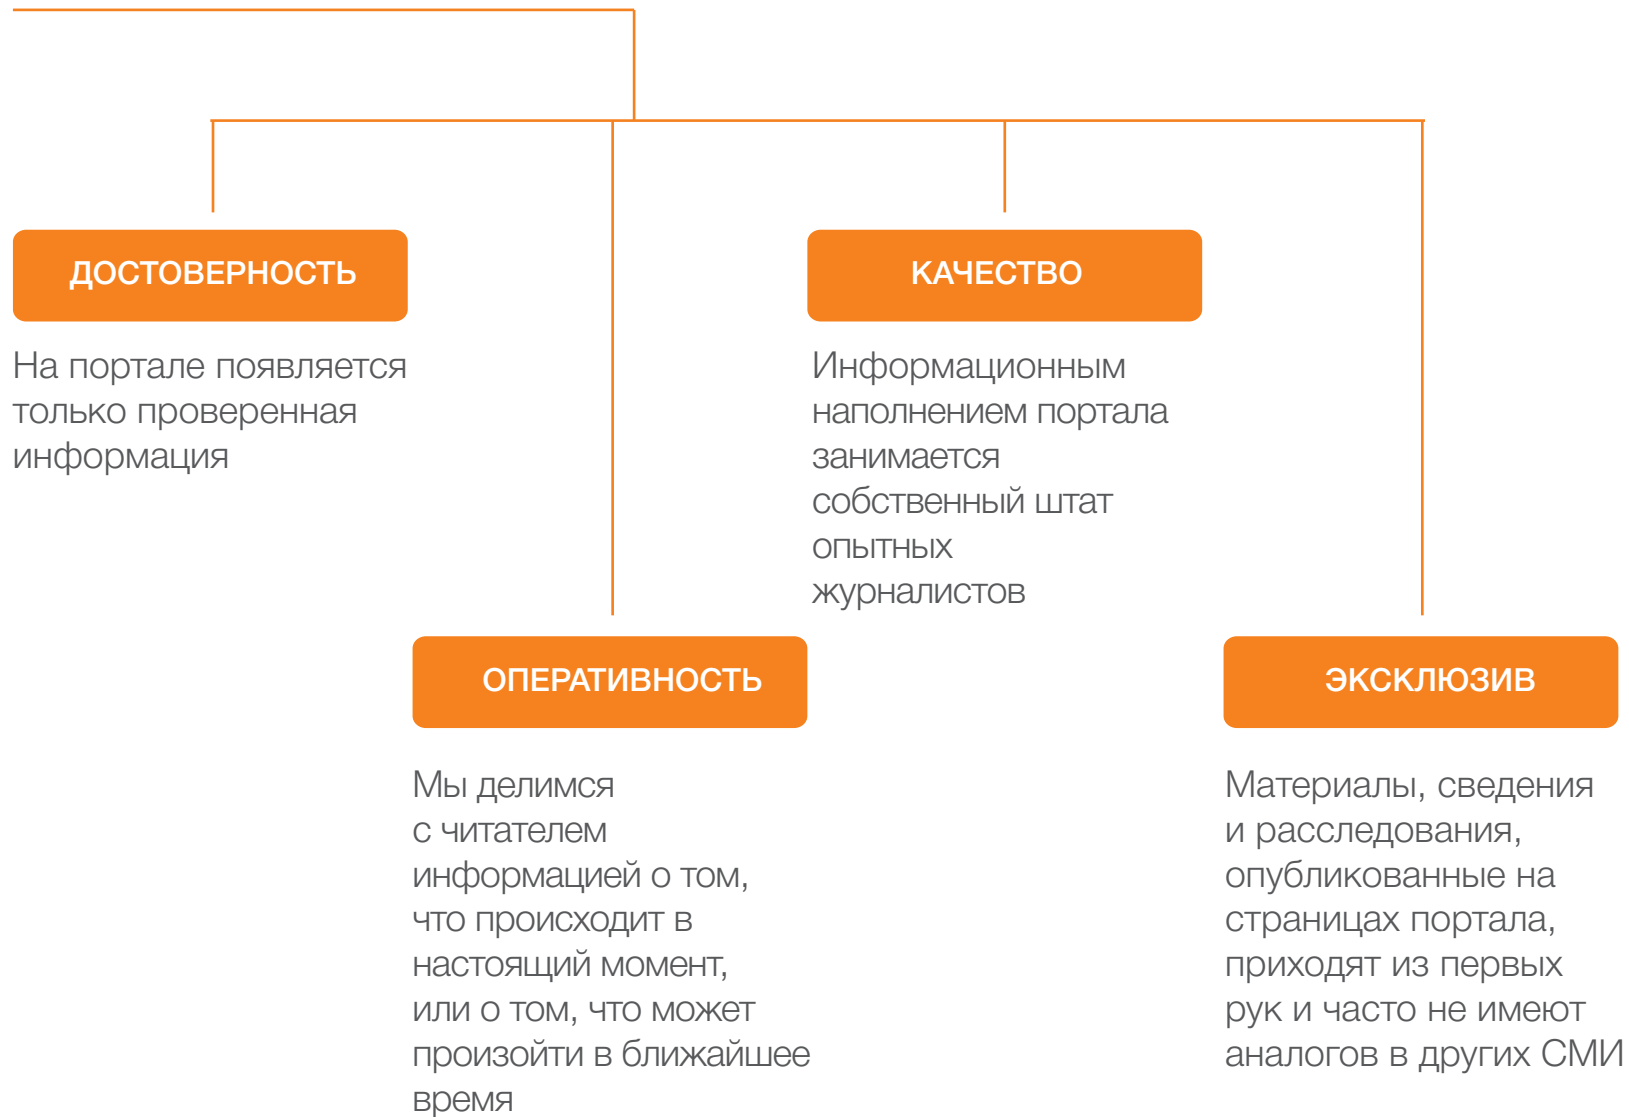 ДОСТОВЕРНОСТЬ
На портале появляется
только проверенная
информация
ОПЕРАТИВНОСТЬ
Мы делимся
с читателем
информацией о том,
что происходит в
настоящий момент,
или о том, что может
произойти в ближайшее
время
КАЧЕСТВО
Информационным
наполнением портала
занимается
собственный штат
опытных
журналистов
ЭКСКЛЮЗИВ
Материалы, сведения
и расследования,
опубликованные на
страницах портала,
приходят из первых
рук и часто не имеют
аналогов в других СМИ